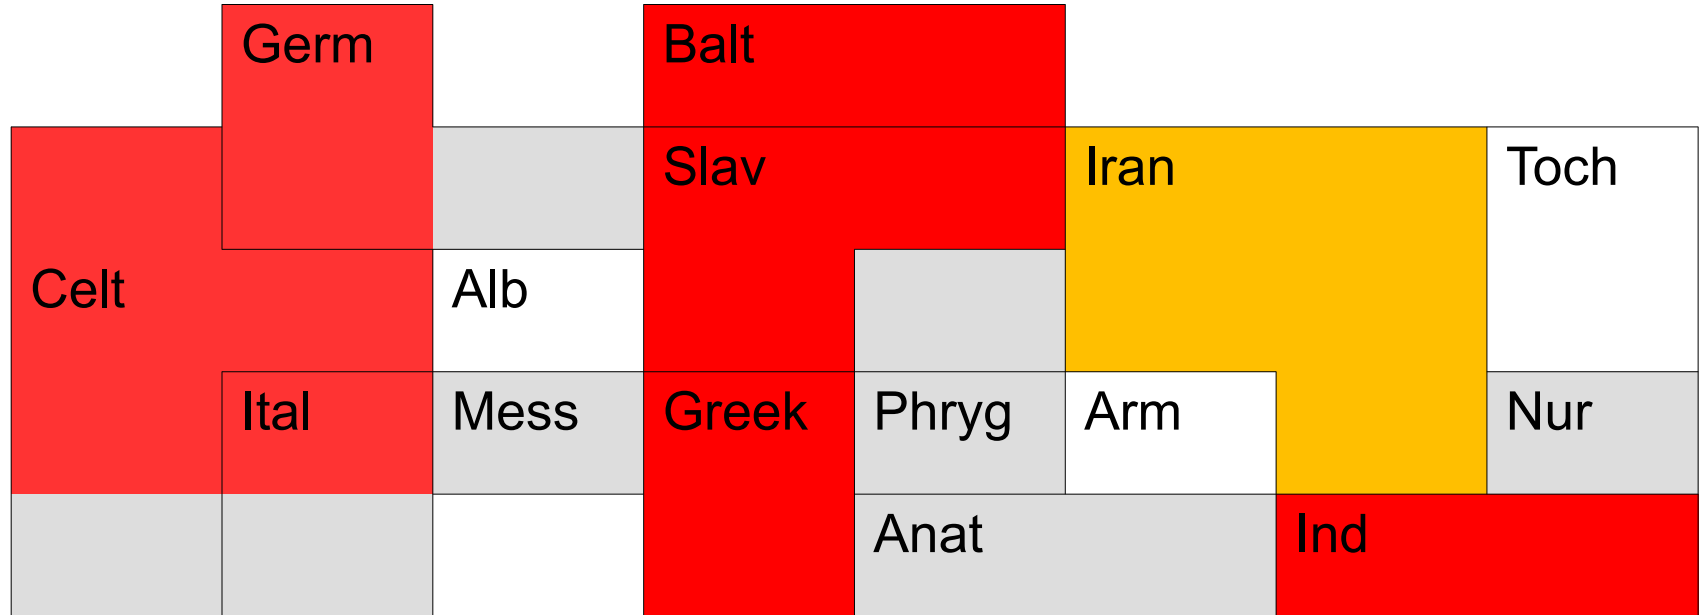 Germ
Balt
Slav
Iran
Toch
Celt
Alb
Ital
Mess
Greek
Phryg
Arm
Nur
Anat
Ind